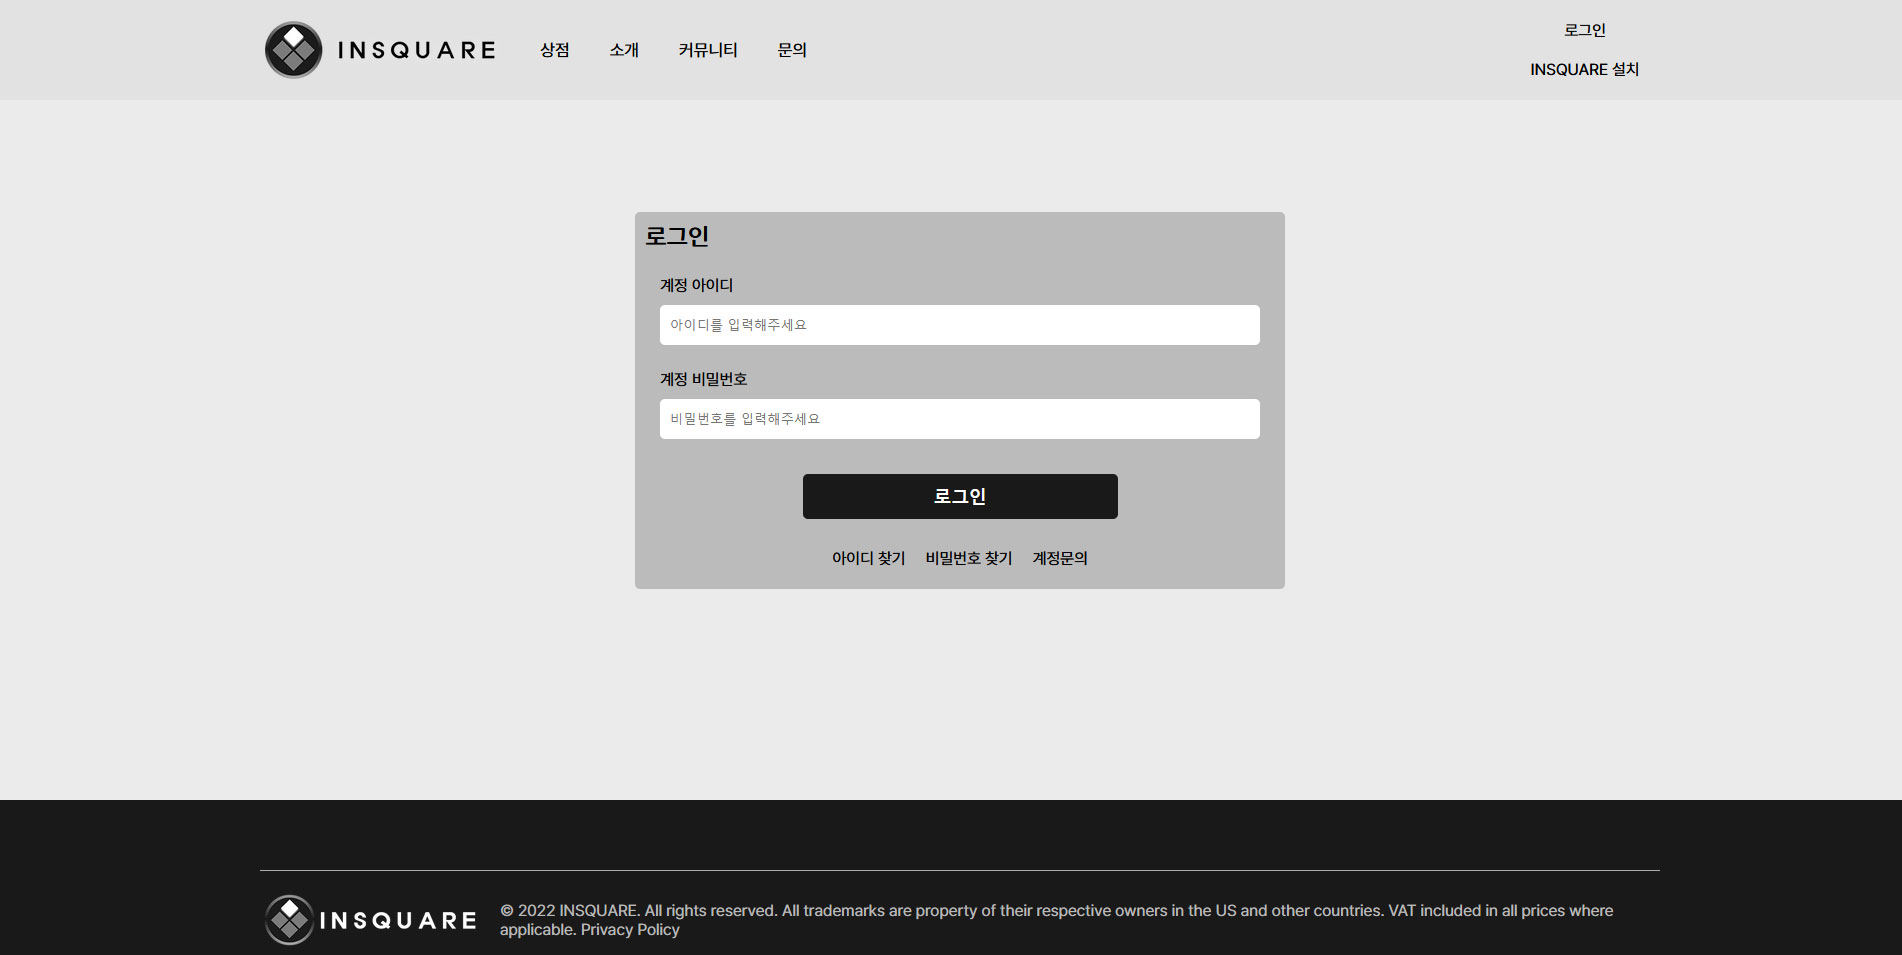 INSQUARE
상점
소개
커뮤니티
문의
로그인
INSQUARE 설치
로그인
계정 아이디
아이디를 입력해주세요
계정 비밀번호
비밀번호를 입력해주세요
로그인
아이디 찾기
비밀번호 찾기
계정문의
INSQUARE
© 2022 INSQUARE. All rights reserved. All trademarks are property of their respective owners in the US and other countries. VAT included in all prices where
applicable. Privacy Policy